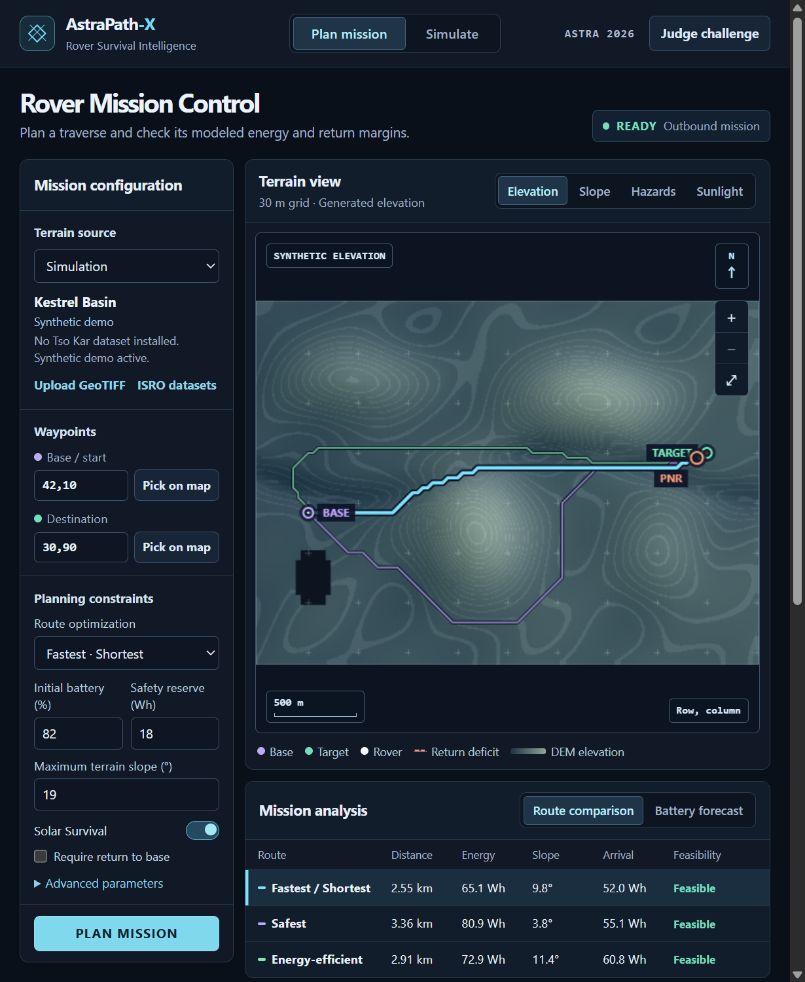 AstraPath-X
Rover Survival Intelligence
Plan mission
Simulate
ASTRA 2026
Judge challenge
Rover Mission Control
Plan a traverse and check its modeled energy and return margins.
READY Outbound mission
Mission configuration
Terrain source
Simulation
Kestrel Basin
Synthetic demo
No Tso Kar dataset installed.
Synthetic demo active.
Upload GeoTIFF ISRO datasets
Waypoints
Base / start
42,10 Pick on map
Destination
30,90 Pick on map
Planning constraints
Route optimization
Fastest · Shortest
Initial battery (%)
82
Safety reserve (Wh)
18
Maximum terrain slope (°)
19
Solar Survival
Require return to base
Advanced parameters
PLAN MISSION
Terrain view
30 m grid · Generated elevation
Elevation Slope Hazards Sunlight
SYNTHETIC ELEVATION
N
↑
+
−
TARGET
PNR
BASE
500 m
Row, column
Base Target Rover Return deficit DEM elevation
Mission analysis
Route comparison Battery forecast
Route Distance Energy Slope Arrival Feasibility
Fastest / Shortest 2.55 km 65.1 Wh 9.8° 52.0 Wh Feasible
Safest 3.36 km 80.9 Wh 3.8° 55.1 Wh Feasible
Energy-efficient 2.91 km 72.9 Wh 11.4° 60.8 Wh Feasible